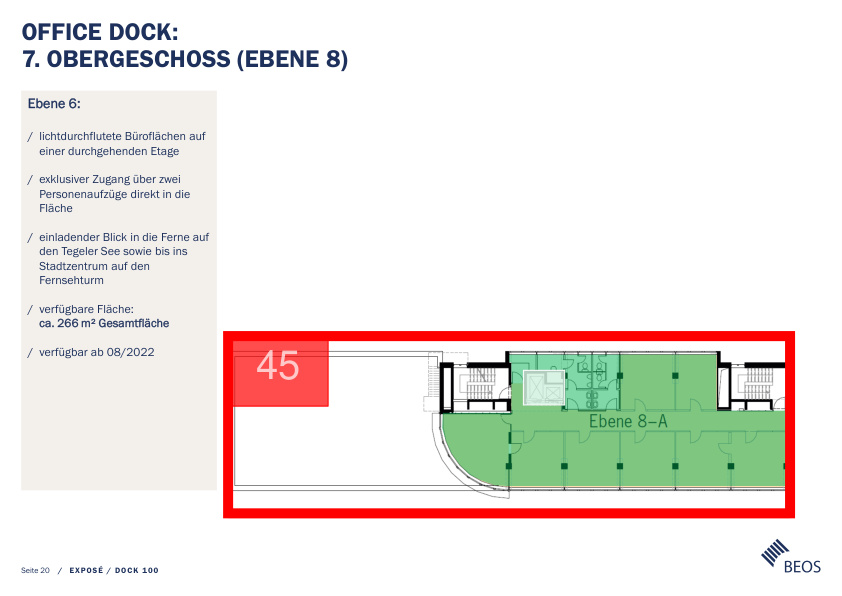 OFFICE DOCK:
7. OBERGESCHOSS (EBENE 8)
Ebene 6:
/ lichtdurchflutete Büroflächen auf
einer durchgehenden Etage
/ exklusiver Zugang über zwei
Personenaufzüge direkt in die
Fläche
/ einladender Blick in die Ferne auf
den Tegeler See sowie bis ins
Stadtzentrum auf den
Fernsehturm
/ verfügbare Fläche:
ca. 266 m² Gesamtfläche
/ verfügbar ab 08/2022
45
Ebene 8–A
Seite 20 / EXPOSÉ / DOCK 100
BEOS